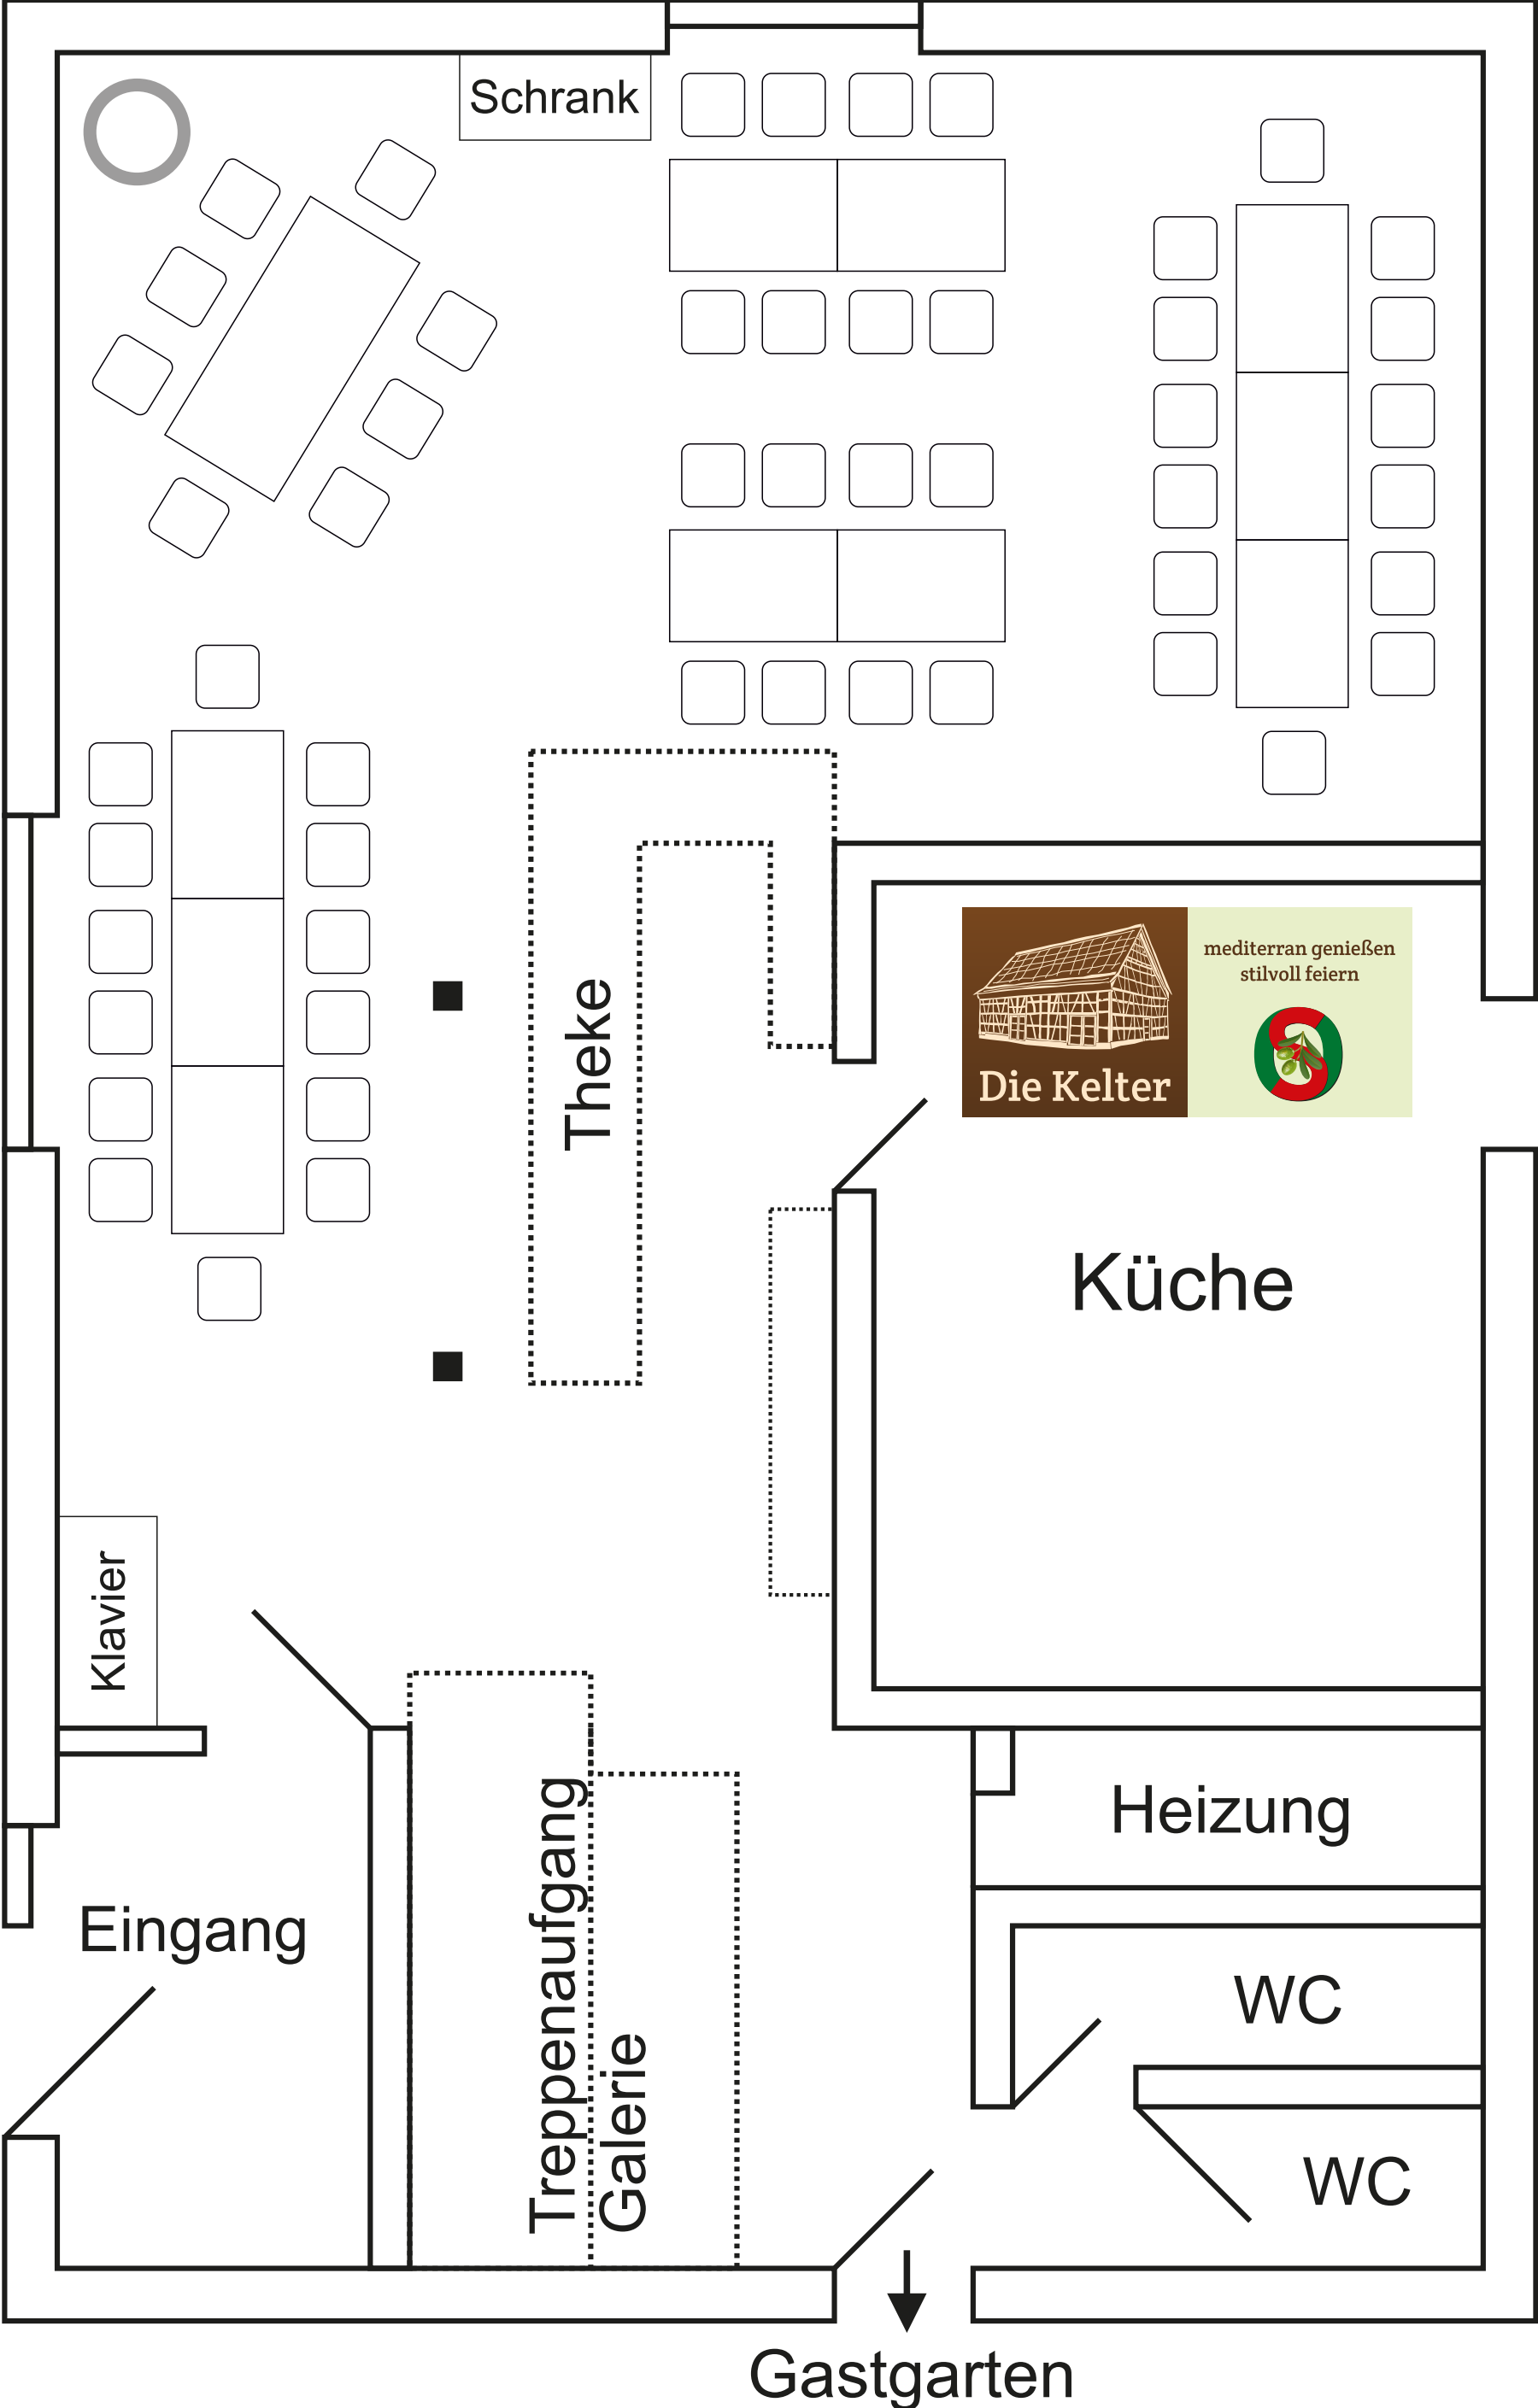 Schrank
Theke
mediterran genießen
stilvoll feiern
Die Kelter
Küche
Klavier
Heizung
Eingang
Treppenaufgang
Galerie
WC
WC
Gastgarten